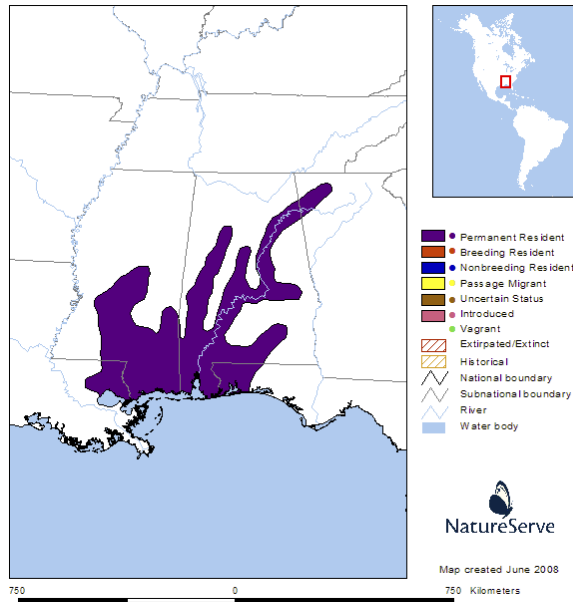 Permanent Resident
Breeding Resident
Nonbreeding Resident
Passage Migrant
Uncertain Status
Introduced
Vagrant
Extirpated/Extinct
Historical
National boundary
Subnational boundary
River
Water body
NatureServe
Map created June 2008
750 0 750 Kilometers